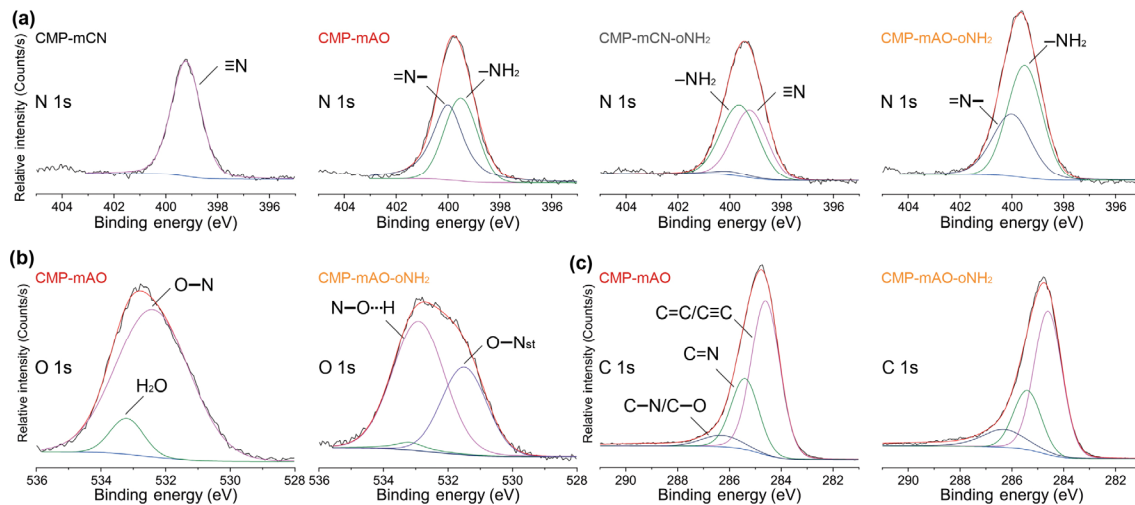 (a)
Relative intensity (Counts/s)
CMP-mCN
N 1s
≡N
404 402 400 398 396
Binding energy (eV)
CMP-mAO
N 1s
=N–
–NH₂
404 402 400 398 396
Binding energy (eV)
CMP-mCN-oNH₂
N 1s
–NH₂
≡N
404 402 400 398 396
Binding energy (eV)
CMP-mAO-oNH₂
N 1s
=N–
–NH₂
404 402 400 398 396
Binding energy (eV)
(b)
Relative intensity (Counts/s)
CMP-mAO
O 1s
O–N
H₂O
536 534 532 530 528
Binding energy (eV)
CMP-mAO-oNH₂
O 1s
N–O···H
O–Nst
536 534 532 530 528
Binding energy (eV)
(c)
Relative intensity (Counts/s)
CMP-mAO
C 1s
C=C/C≡C
C=N
C–N/C–O
290 288 286 284 282
Binding energy (eV)
CMP-mAO-oNH₂
C 1s
290 288 286 284 282
Binding energy (eV)